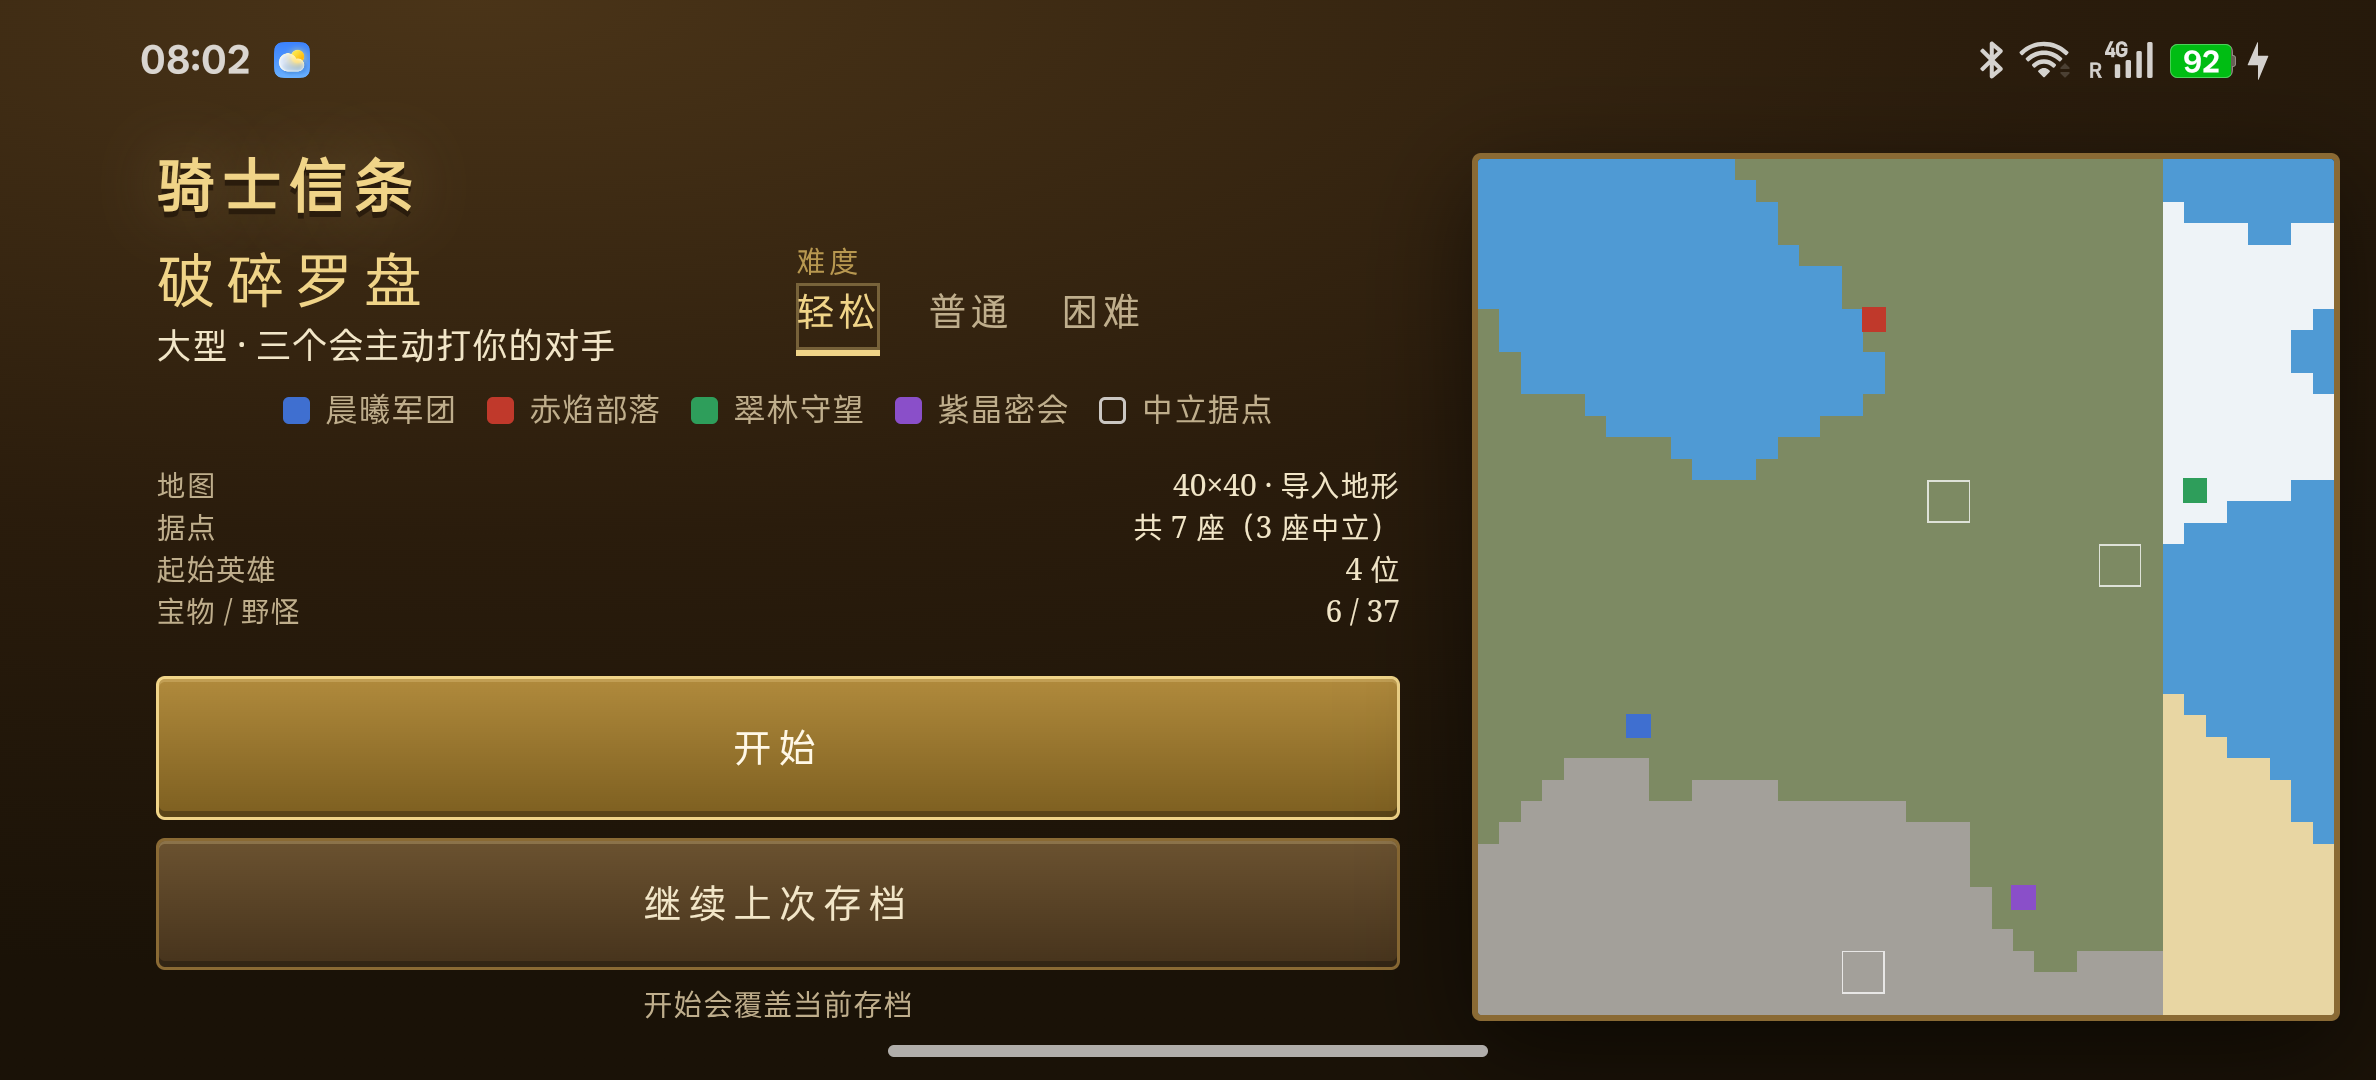 08:02
4G
R
92
骑士信条
破碎罗盘
大型 · 三个会主动打你的对手
难度
轻松 普通 困难
晨曦军团 赤焰部落 翠林守望 紫晶密会 中立据点
地图 40×40 · 导入地形
据点 共 7 座（3 座中立）
起始英雄 4 位
宝物 / 野怪 6 / 37
开始
继续上次存档
开始会覆盖当前存档